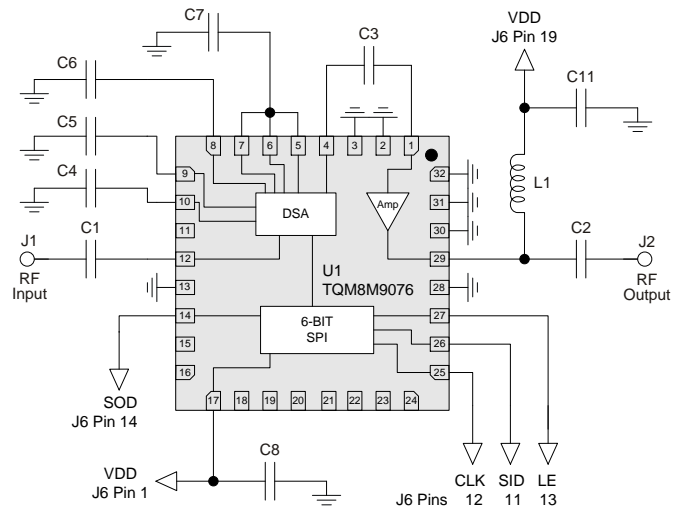 C7
VDD
J6 Pin 19
C6
C3
C11
C5
8 7 6 5 4 3 2 1
C4
9
32
L1
10
DSA
Amp
31
J1
C1
11
30
C2
J2
12
29
RF
Input
U1
TQM8M9076
RF
Output
13
28
14
6-BIT
SPI
27
15
26
16
25
17 18 19 20 21 22 23 24
SOD
J6 Pin 14
C8
VDD
J6 Pin 1
CLK SID LE
J6 Pins 12 11 13